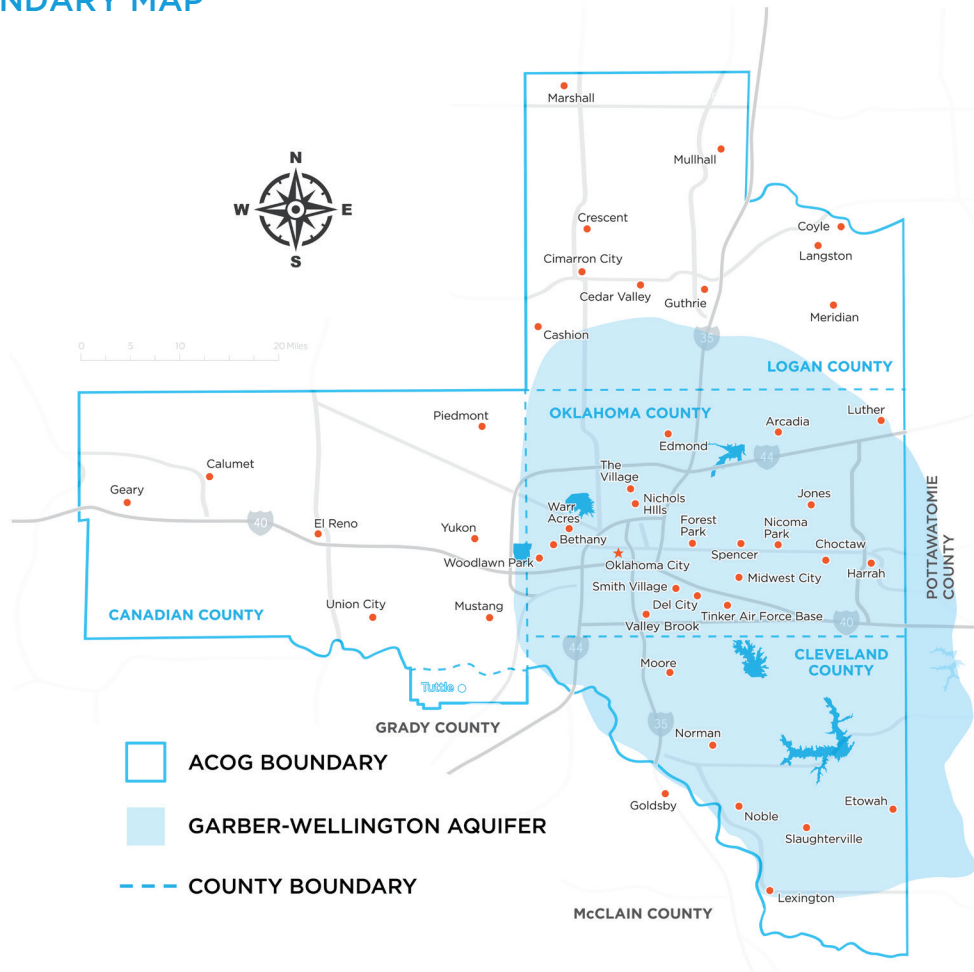 NDARY MAP
Marshall
Mullhall
N
W
E
S
Crescent
Coyle
Langston
Cimarron City
Cedar Valley
Guthrie
Meridian
Cashion
35
0 5 10 20 Miles
LOGAN COUNTY
OKLAHOMA COUNTY
Piedmont
Edmond
Arcadia
Luther
44
Calumet
The
Village
Geary
Nichols
HIlls
Jones
40
El Reno
Yukon
Warr
Acres
Bethany
Forest
Park
Spencer
Nicoma
Park
Choctaw
Woodlawn Park
Oklahoma City
Harrah
POTTAWATOMIE
COUNTY
Midwest City
Smith Village
Del City
Tinker Air Force Base
Valley Brook
40
CANADIAN COUNTY
Union City
Mustang
44
CLEVELAND
COUNTY
Moore
Tuttle
GRADY COUNTY
35
Norman
ACOG BOUNDARY
Goldsby
Noble
Etowah
Slaughterville
GARBER-WELLINGTON AQUIFER
COUNTY BOUNDARY
Lexington
McCLAIN COUNTY